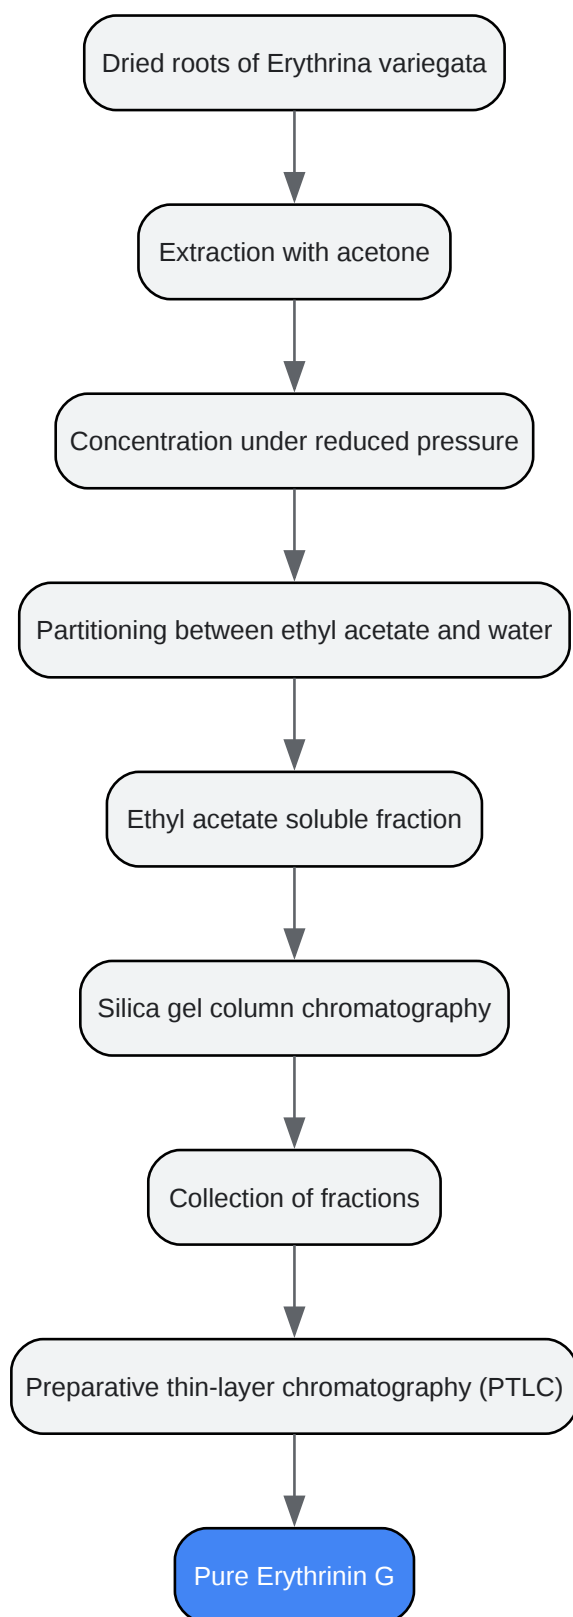 Dried roots of Erythrina variegata
Extraction with acetone
Concentration under reduced pressure
Partitioning between ethyl acetate and water
Ethyl acetate soluble fraction
Silica gel column chromatography
Collection of fractions
Preparative thin-layer chromatography (PTLC)
Pure Erythrinin G